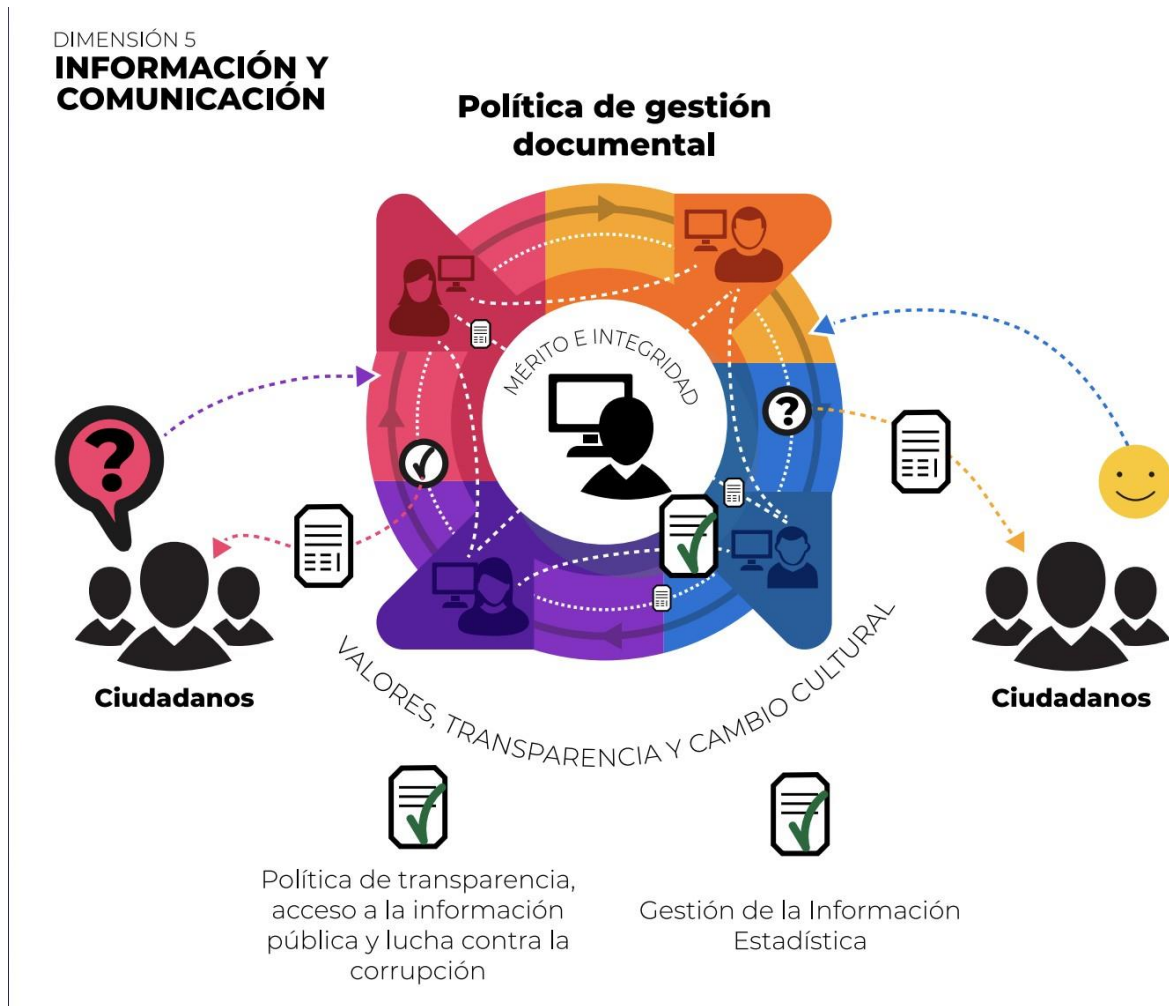 DIMENSIÓN 5
INFORMACIÓN Y
COMUNICACIÓN
Política de gestión
documental
MÉRITO E INTEGRIDAD
?
?
Ciudadanos
Ciudadanos
VALORES, TRANSPARENCIA Y CAMBIO CULTURAL
Política de transparencia,
acceso a la información
pública y lucha contra la
corrupción
Gestión de la Información
Estadística